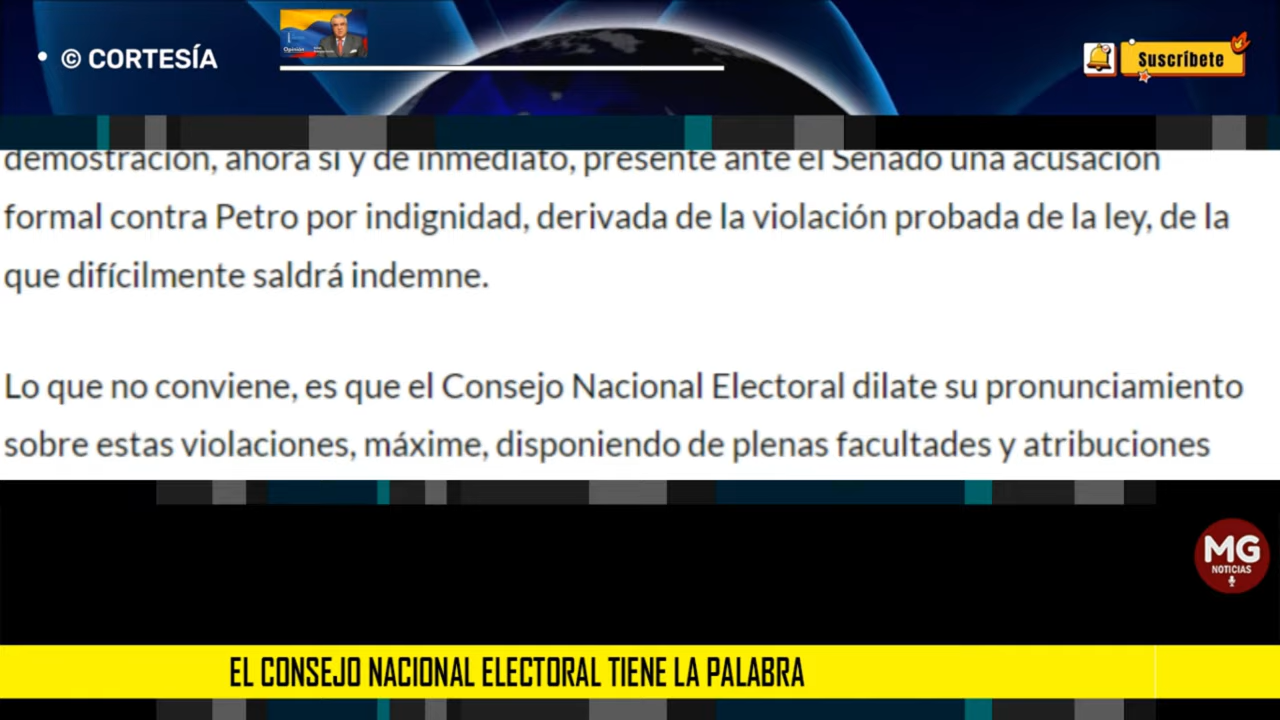 • © CORTESÍA
Opinión
Suscríbete
demostración, ahora sí y de inmediato, presente ante el Senado una acusación
formal contra Petro por indignidad, derivada de la violación probada de la ley, de la
que difícilmente saldrá indemne.
Lo que no conviene, es que el Consejo Nacional Electoral dilate su pronunciamiento
sobre estas violaciones, máxime, disponiendo de plenas facultades y atribuciones
MG
NOTICIAS
EL CONSEJO NACIONAL ELECTORAL TIENE LA PALABRA